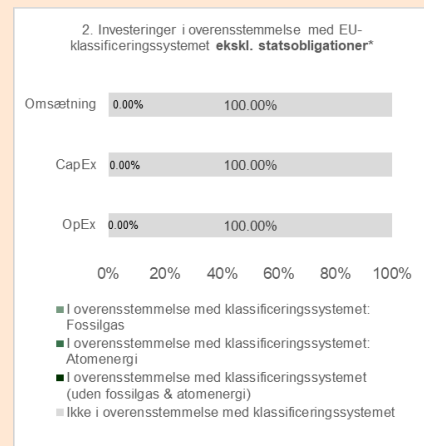 2. Investeringer i overensstemmelse med EU-
klassificeringssystemet ekskl. statsobligationer*
Omsætning 0.00% 100.00%
CapEx 0.00% 100.00%
OpEx 0.00% 100.00%
0% 20% 40% 60% 80% 100%
I overensstemmelse med klassificeringssystemet:
Fossilgas
I overensstemmelse med klassificeringssystemet:
Atomenergi
I overensstemmelse med klassificeringssystemet
(uden fossilgas & atomenergi)
Ikke i overensstemmelse med klassificeringssystemet